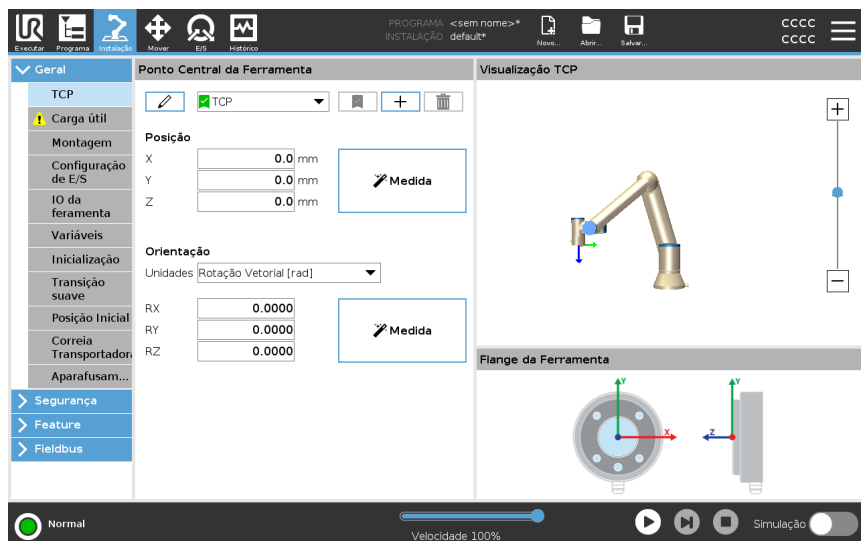 PROGRAMA <sem nome>*
INSTALAÇÃO default*
Executar Programa Instalação Mover E/S Histórico
Novo... Abrir... Salvar...
CCCC
CCCC
Geral
TCP
Carga útil
Montagem
Configuração
de E/S
IO da
feramenta
Variáveis
Inicialização
Transição
suave
Posição Inicial
Correia
Transportadora
Aparafusam...
Segurança
Feature
Fieldbus
Ponto Central da Ferramenta
TCP
Posição
X 0.0 mm
Y 0.0 mm
Z 0.0 mm
Medida
Orientação
Unidades Rotação Vetorial [rad]
RX 0.0000
RY 0.0000
RZ 0.0000
Medida
Visualização TCP
Flange da Ferramenta
Y
X
Y
Z
Normal
Velocidade 100%
Simulação